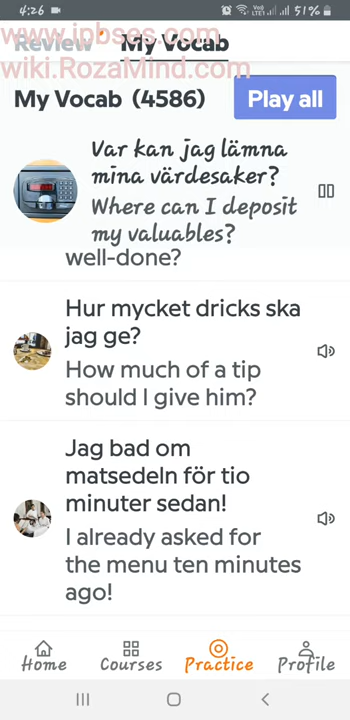 4:26
51%
www.ipbses.com
Review
My Vocab
wiki.RozaMind.com
My Vocab (4586)
Play all
Var kan jag lämna
mina värdesaker?
Where can I deposit
my valuables?
well-done?
Hur mycket dricks ska
jag ge?
How much of a tip
should I give him?
Jag bad om
matsedeln för tio
minuter sedan!
I already asked for
the menu ten minutes
ago!
Home
Courses
Practice
Profile